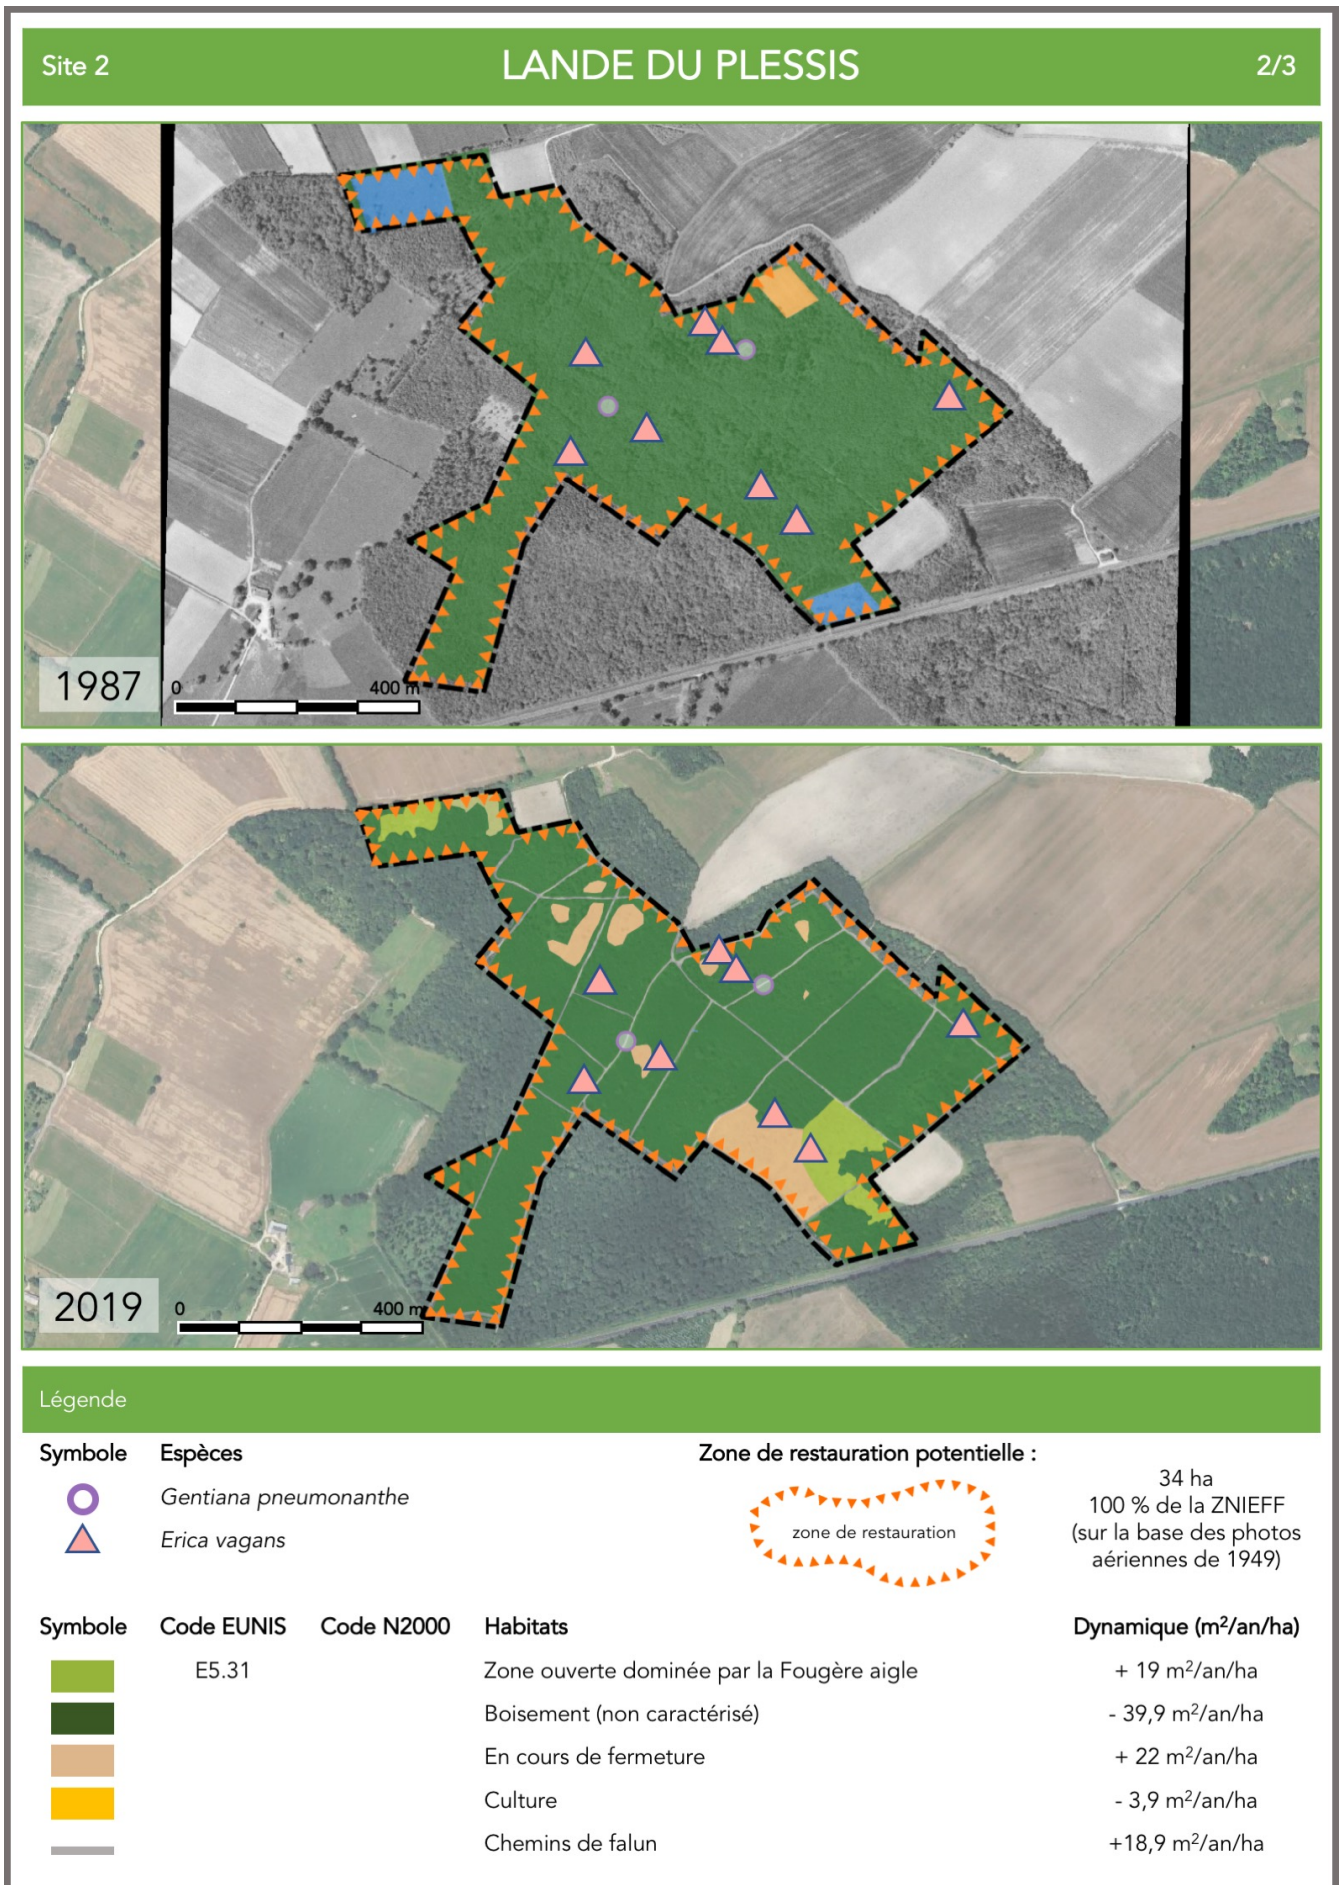 Site 2
LANDE DU PLESSIS
2/3
1987
0
400 m
2019
0
400 m
Légende
Symbole Espèces
Gentiana pneumonanthe
Erica vagans
Zone de restauration potentielle :
zone de restauration
34 ha
100 % de la ZNIEFF
(sur la base des photos
aériennes de 1949)
Symbole Code EUNIS Code N2000 Habitats Dynamique (m²/an/ha)
E5.31 Zone ouverte dominée par la Fougère aigle + 19 m²/an/ha
Boisement (non caractérisé) - 39,9 m²/an/ha
En cours de fermeture + 22 m²/an/ha
Culture - 3,9 m²/an/ha
Chemins de falun +18,9 m²/an/ha